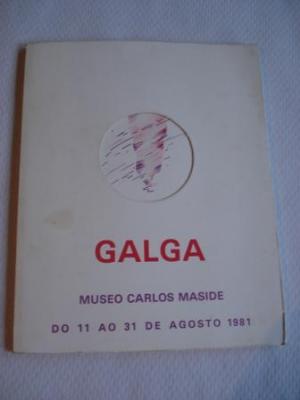 GALGA
MUSEO CARLOS MASIDE
DO 11 AO 31 DE AGOSTO 1981